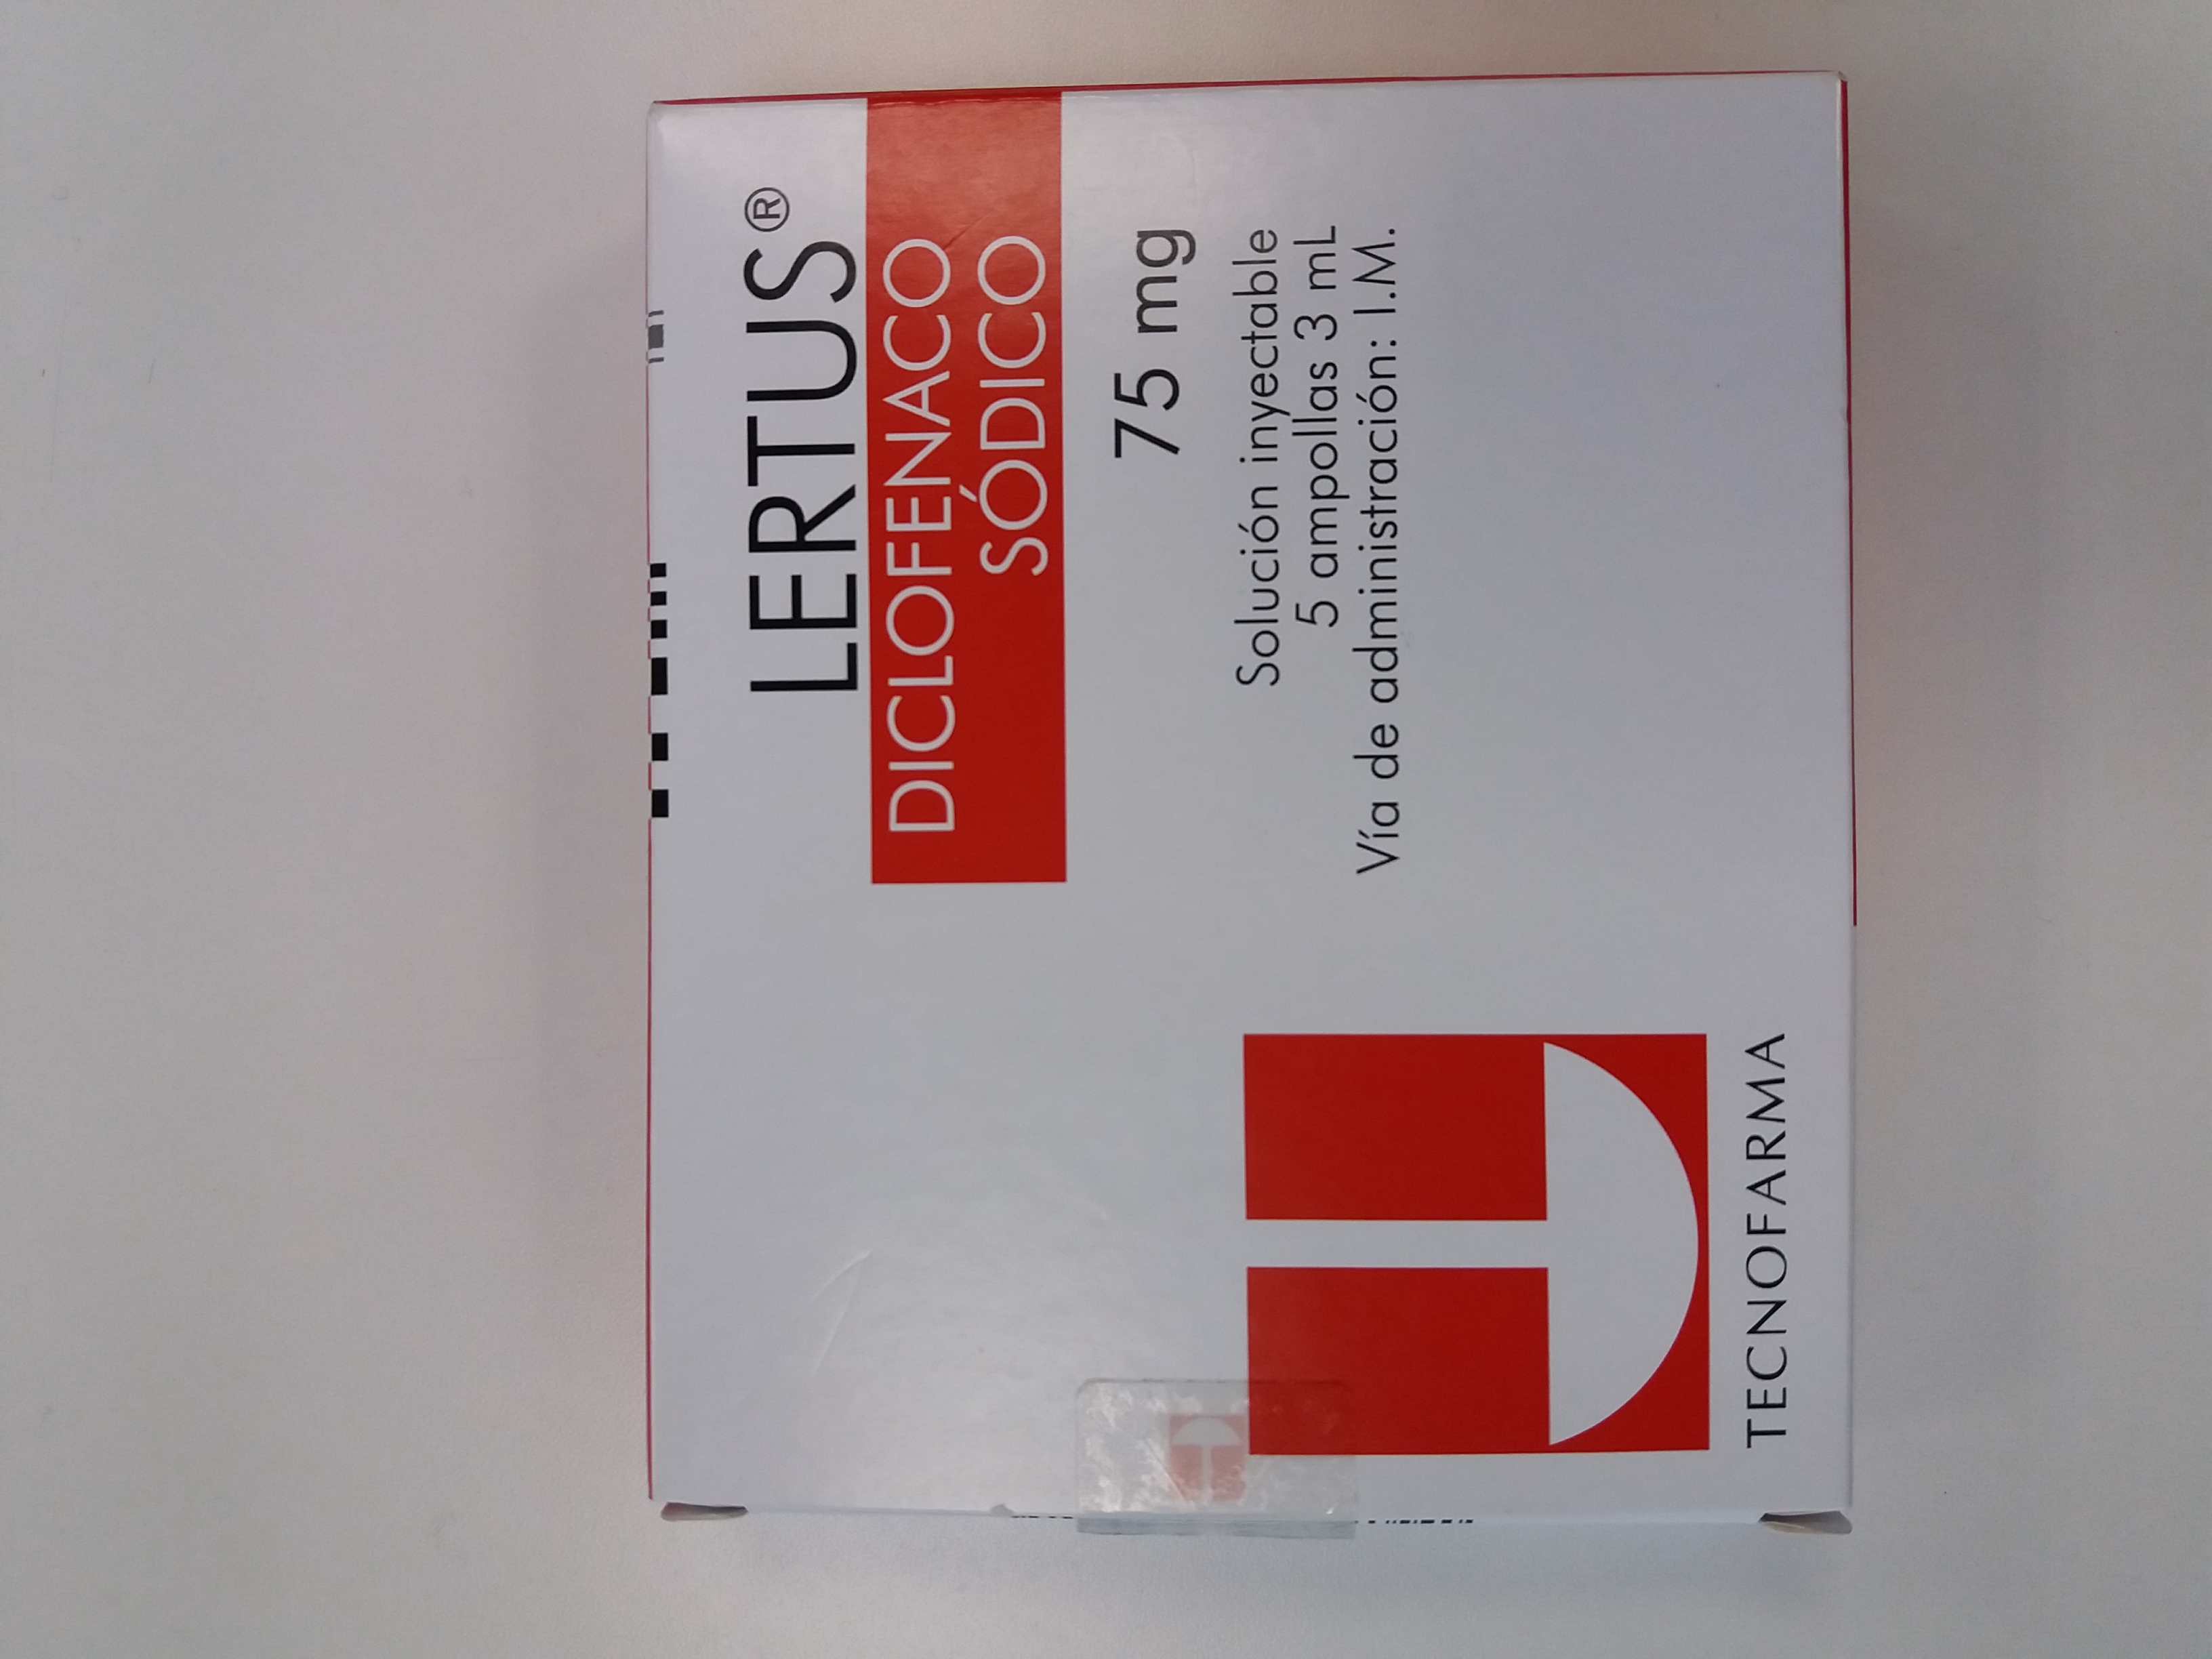 LERTUS®
DICLOFENACO
SÓDICO
75 mg
Solución inyectable
5 ampollas 3 mL
Vía de administración: I.M.
TECNOFARMA